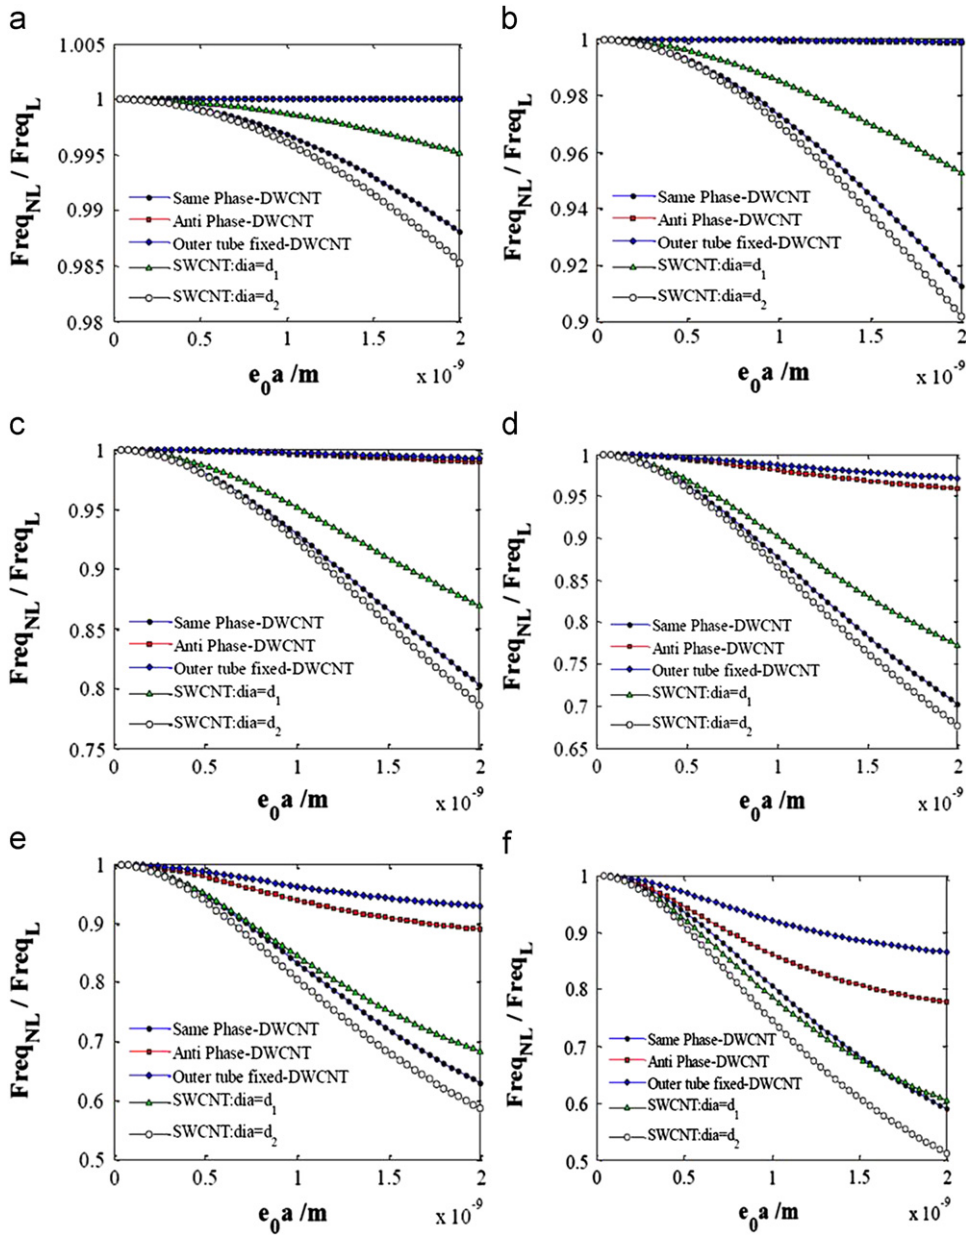 a
1.005
1
0.995
0.99
0.985
0.98
Freq_NL / Freq_L
Same Phase-DWCNT
Anti Phase-DWCNT
Outer tube fixed-DWCNT
SWCNT:dia=d_1
SWCNT:dia=d_2
0 0.5 1 1.5 2
e_0a /m
x 10^-9
b
1
0.98
0.96
0.94
0.92
0.9
Freq_NL / Freq_L
Same Phase-DWCNT
Anti Phase-DWCNT
Outer tube fixed-DWCNT
SWCNT:dia=d_1
SWCNT:dia=d_2
0 0.5 1 1.5 2
e_0a /m
x 10^-9
c
1
0.95
0.9
0.85
0.8
0.75
Freq_NL / Freq_L
Same Phase-DWCNT
Anti Phase-DWCNT
Outer tube fixed-DWCNT
SWCNT:dia=d_1
SWCNT:dia=d_2
0 0.5 1 1.5 2
e_0a /m
x 10^-9
d
1
0.95
0.9
0.85
0.8
0.75
0.7
0.65
Freq_NL / Freq_L
Same Phase-DWCNT
Anti Phase-DWCNT
Outer tube fixed-DWCNT
SWCNT:dia=d_1
SWCNT:dia=d_2
0 0.5 1 1.5 2
e_0a /m
x 10^-9
e
1
0.9
0.8
0.7
0.6
0.5
Freq_NL / Freq_L
Same Phase-DWCNT
Anti Phase-DWCNT
Outer tube fixed-DWCNT
SWCNT:dia=d_1
SWCNT:dia=d_2
0 0.5 1 1.5 2
e_0a /m
x 10^-9
f
1
0.9
0.8
0.7
0.6
0.5
Freq_NL / Freq_L
Same Phase-DWCNT
Anti Phase-DWCNT
Outer tube fixed-DWCNT
SWCNT:dia=d_1
SWCNT:dia=d_2
0 0.5 1 1.5 2
e_0a /m
x 10^-9